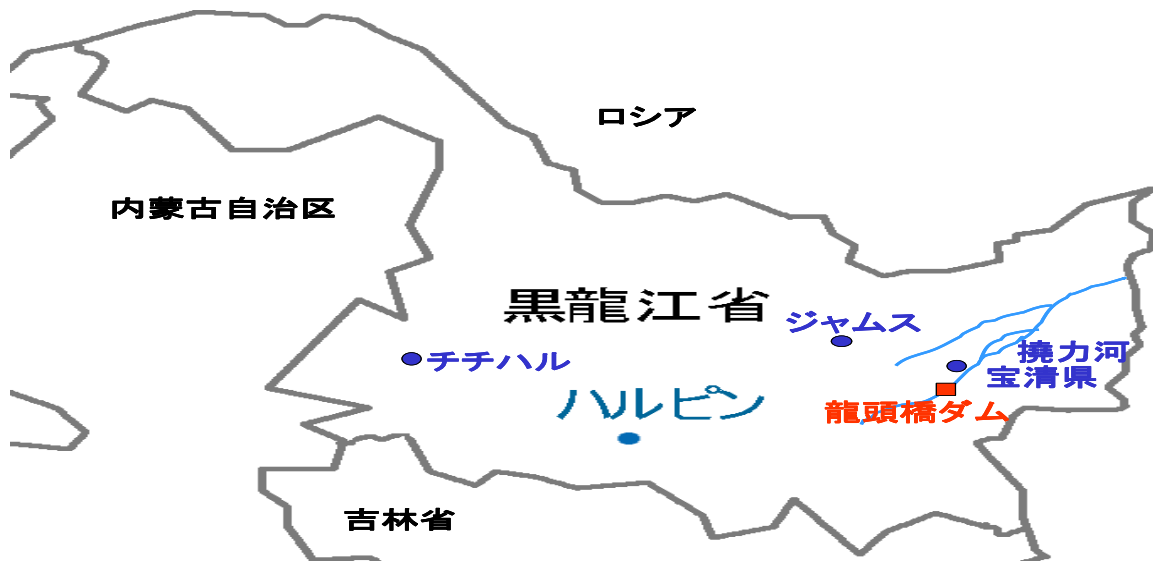 ロシア
内蒙古自治区
黒龍江省
ジャムス
チチハル
撓力河
宝清県
ハルピン
龍頭橋ダム
吉林省